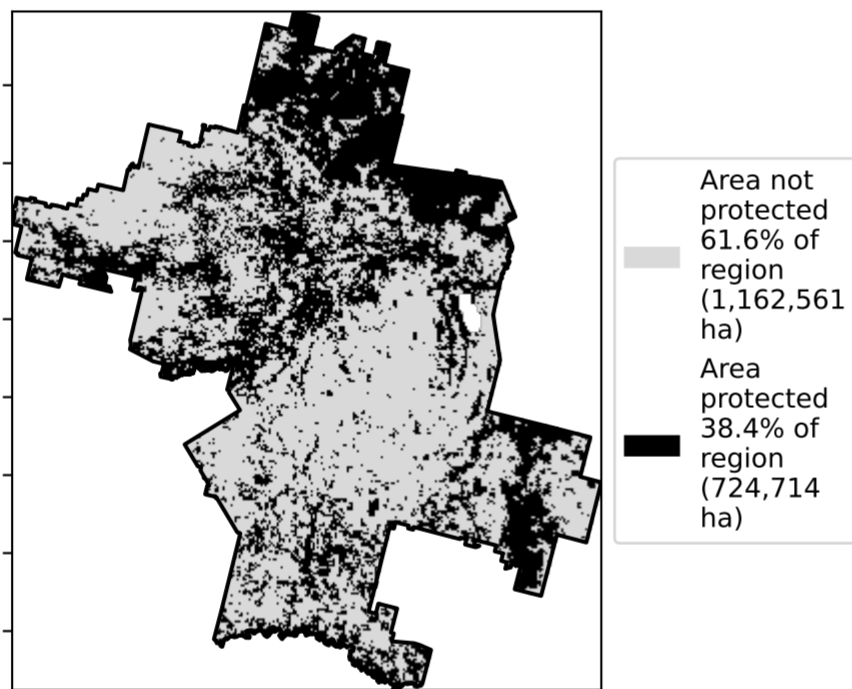 Area not
protected
61.6% of
region
(1,162,561
ha)
Area
protected
38.4% of
region
(724,714
ha)